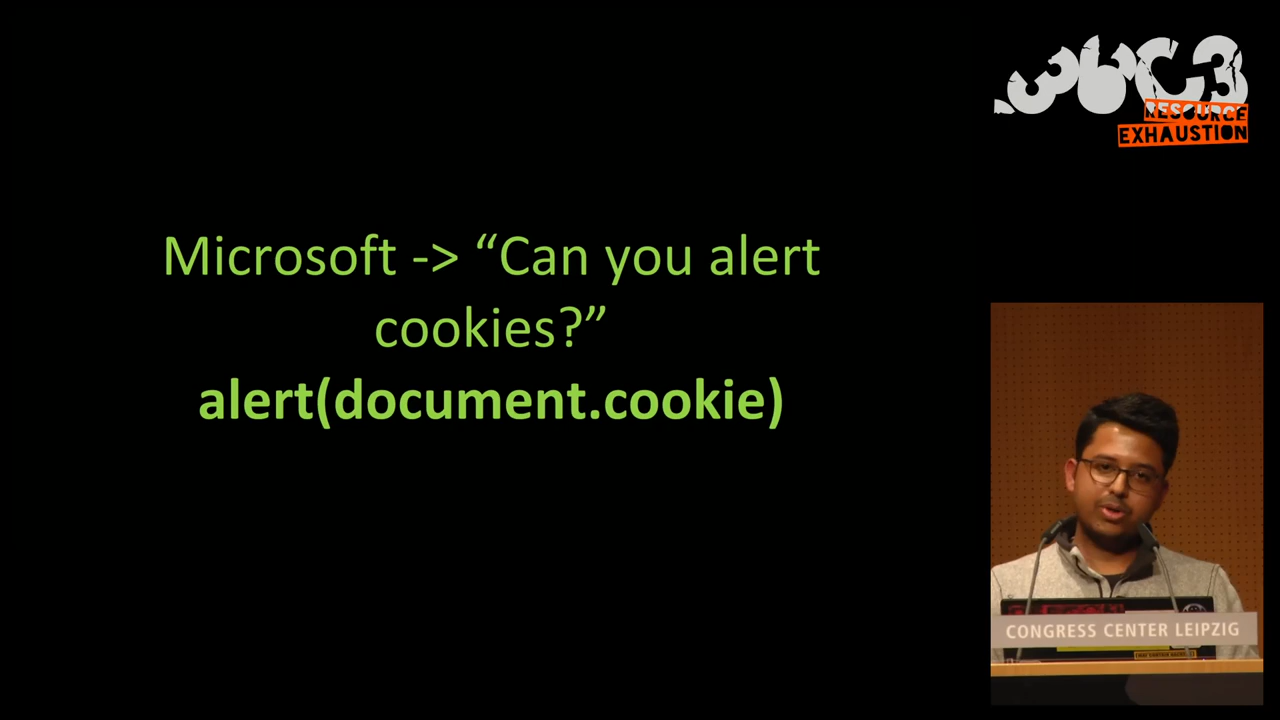 Microsoft -> “Can you alert
cookies?”
alert(document.cookie)
36C3
RESOURCE
EXHAUSTION
CONGRESS CENTER LEIPZIG